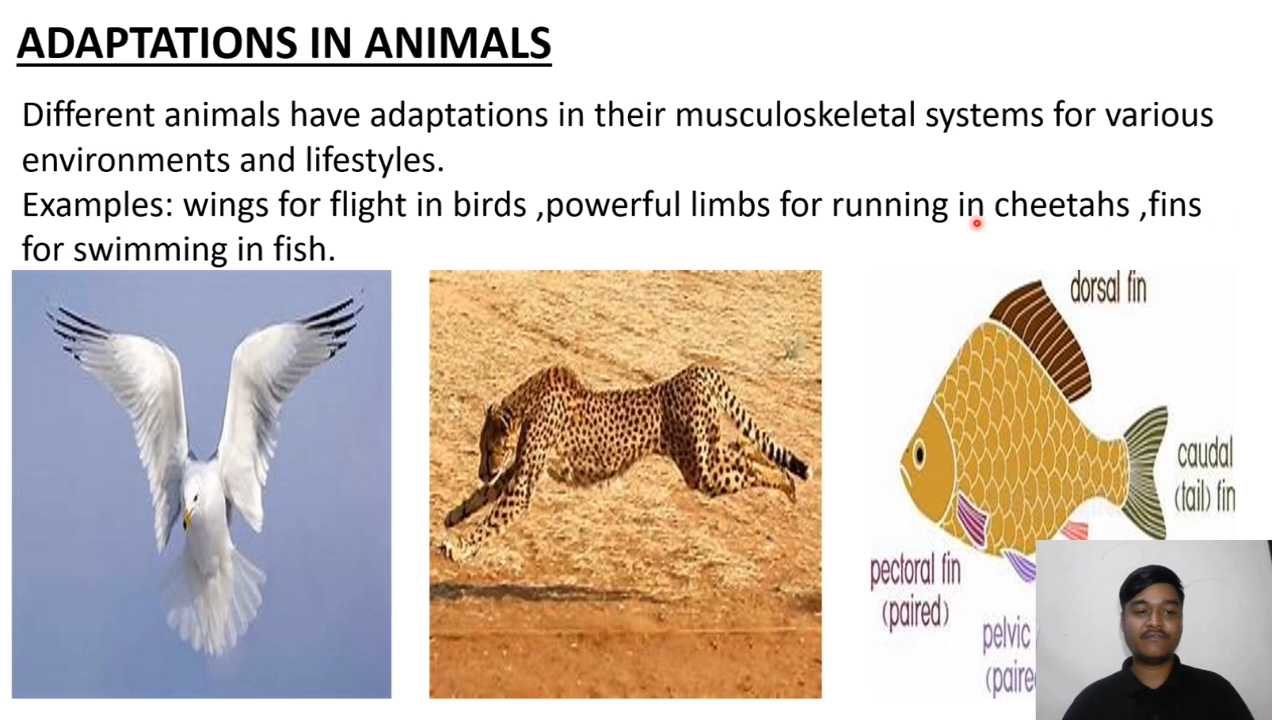 ADAPTATIONS IN ANIMALS
Different animals have adaptations in their musculoskeletal systems for various
environments and lifestyles.
Examples: wings for flight in birds ,powerful limbs for running in cheetahs ,fins
for swimming in fish.
dorsal fin
caudal
(tail) fin
pectoral fin
(paired)
pelvic